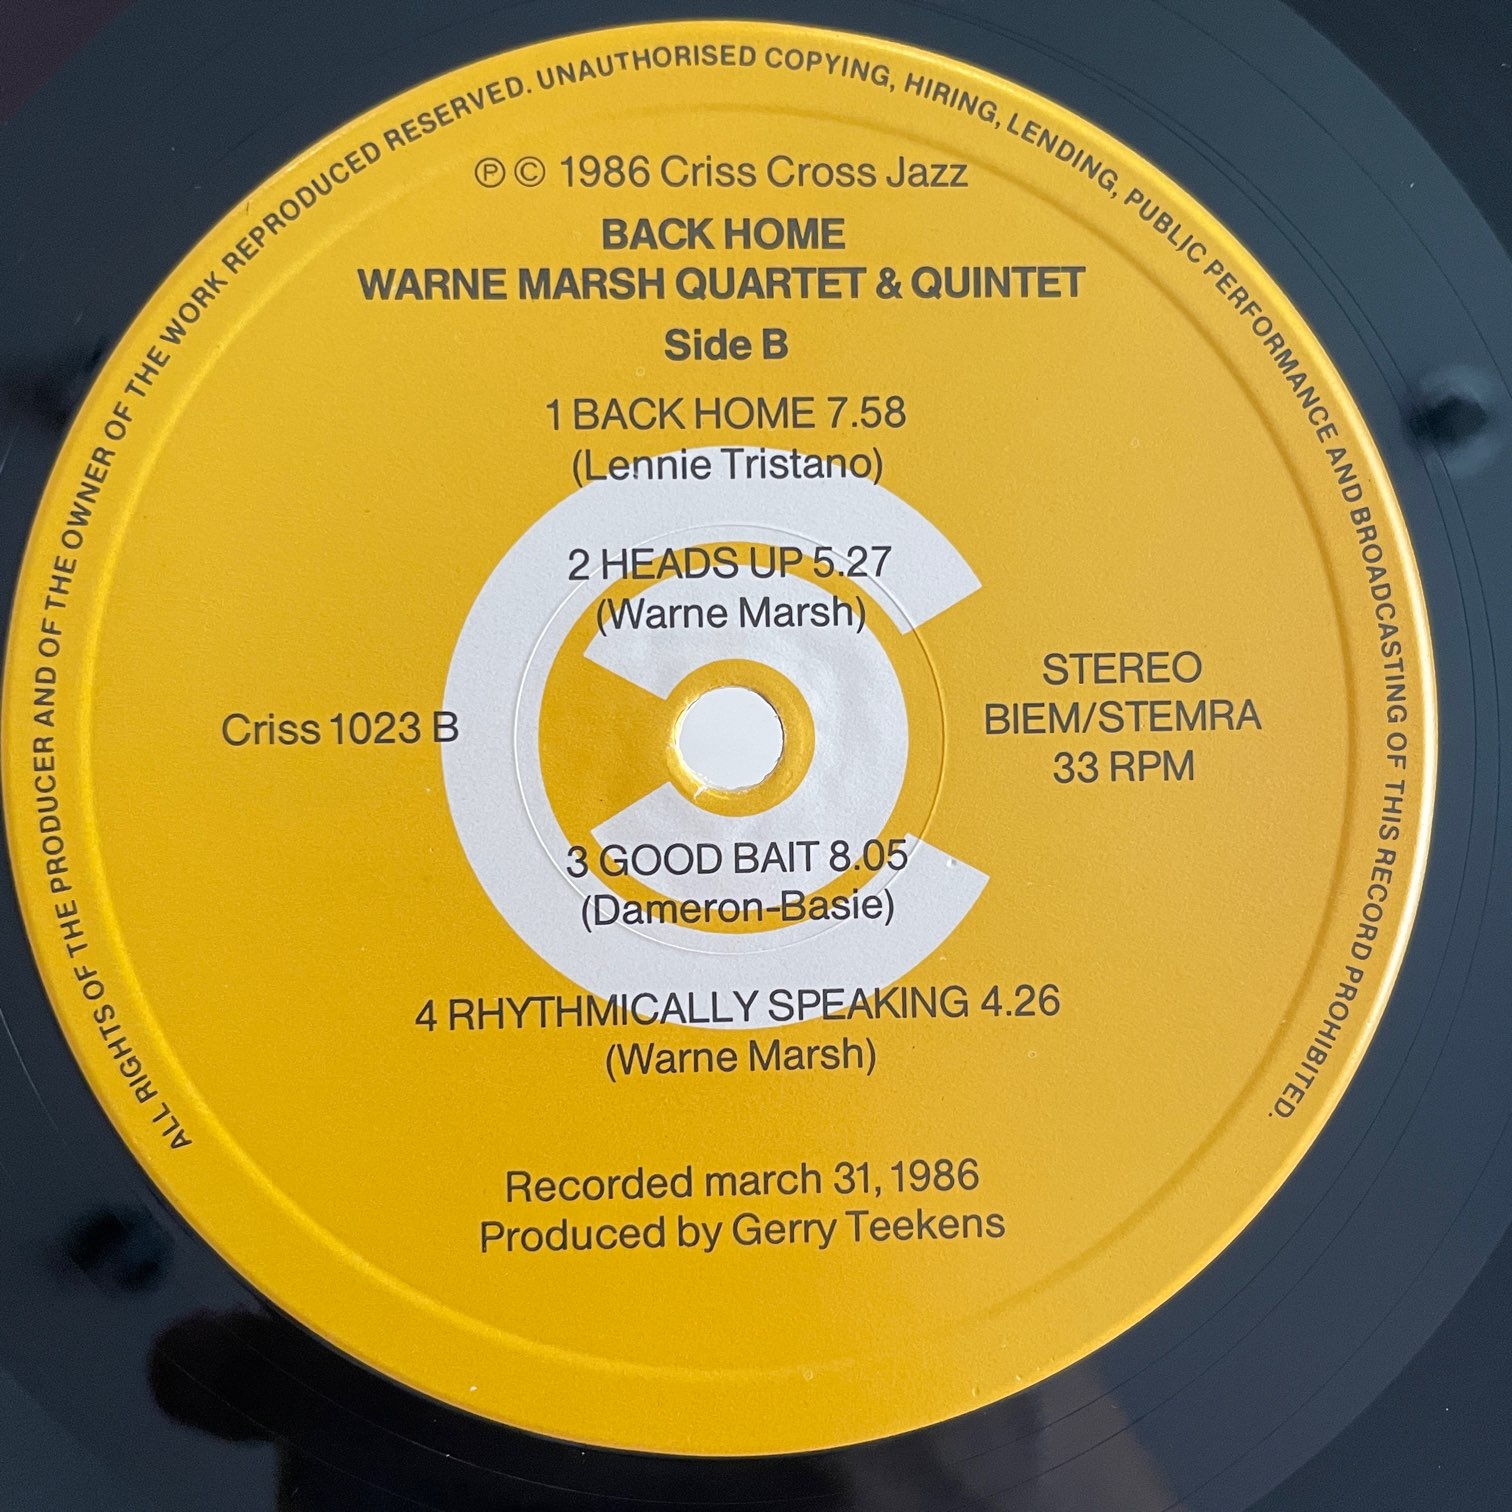 ALL RIGHTS OF THE PRODUCER AND OF THE OWNER OF THE WORK REPRODUCED RESERVED. UNAUTHORISED COPYING, HIRING, LENDING, PUBLIC PERFORMANCE AND BROADCASTING OF THIS RECORD PROHIBITED.
℗ © 1986 Criss Cross Jazz
BACK HOME
WARNE MARSH QUARTET & QUINTET
Side B
1 BACK HOME 7.58
(Lennie Tristano)
2 HEADS UP 5.27
(Warne Marsh)
Criss 1023 B
STEREO
BIEM/STEMRA
33 RPM
3 GOOD BAIT 8.05
(Dameron-Basie)
4 RHYTHMICALLY SPEAKING 4.26
(Warne Marsh)
Recorded march 31, 1986
Produced by Gerry Teekens